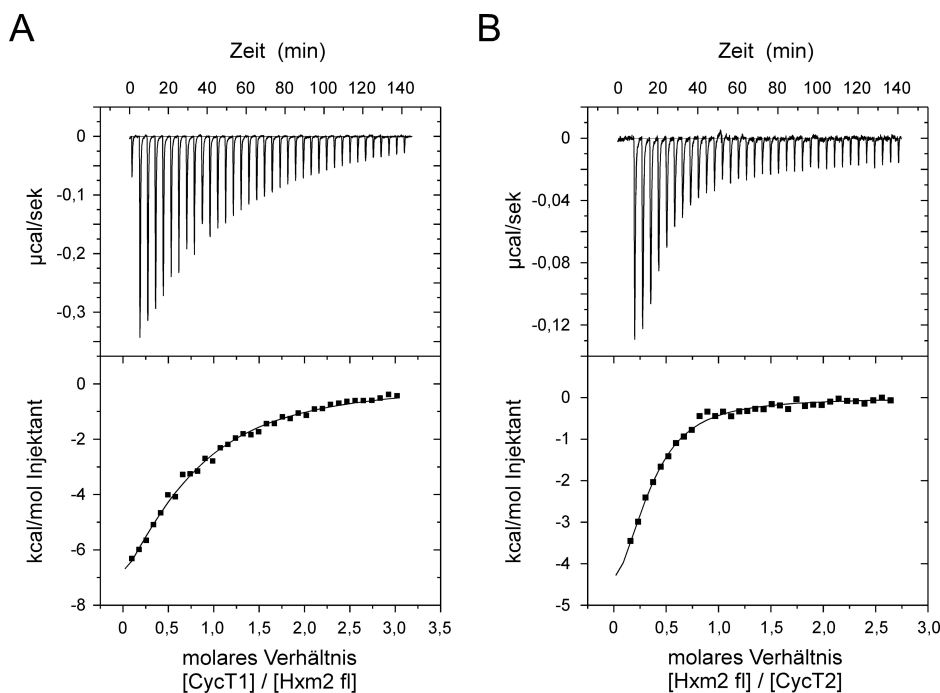 A
Zeit (min)
0 20 40 60 80 100 120 140
0
-0,1
-0,2
-0,3
µcal/sek
0
-2
-4
-6
-8
kcal/mol Injektant
0 0,5 1,0 1,5 2,0 2,5 3,0 3,5
molares Verhältnis
[CycT1] / [Hxm2 fl]
B
Zeit (min)
0 20 40 60 80 100 120 140
0
-0,04
-0,08
-0,12
µcal/sek
0
-1
-2
-3
-4
-5
kcal/mol Injektant
0 0,5 1,0 1,5 2,0 2,5 3,0
molares Verhältnis
[Hxm2 fl] / [CycT2]